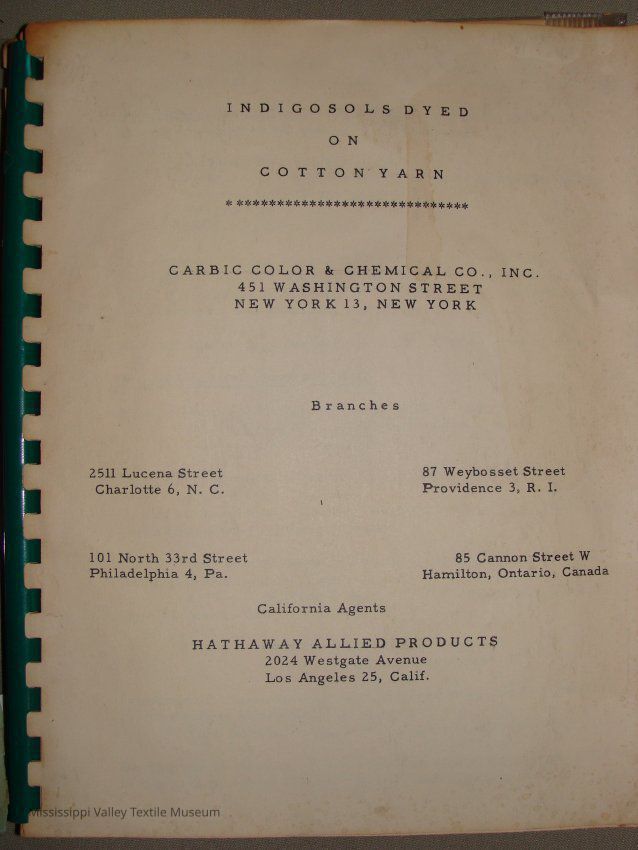 INDIGOSOLS DYED
ON
COTTON YARN
* ****************************
CARBIC COLOR & CHEMICAL CO., INC.
451 WASHINGTON STREET
NEW YORK 13, NEW YORK
Branches
2511 Lucena Street
Charlotte 6, N. C.
87 Weybosset Street
Providence 3, R. I.
101 North 33rd Street
Philadelphia 4, Pa.
85 Cannon Street W
Hamilton, Ontario, Canada
California Agents
HATHAWAY ALLIED PRODUCTS
2024 Westgate Avenue
Los Angeles 25, Calif.
Mississippi Valley Textile Museum